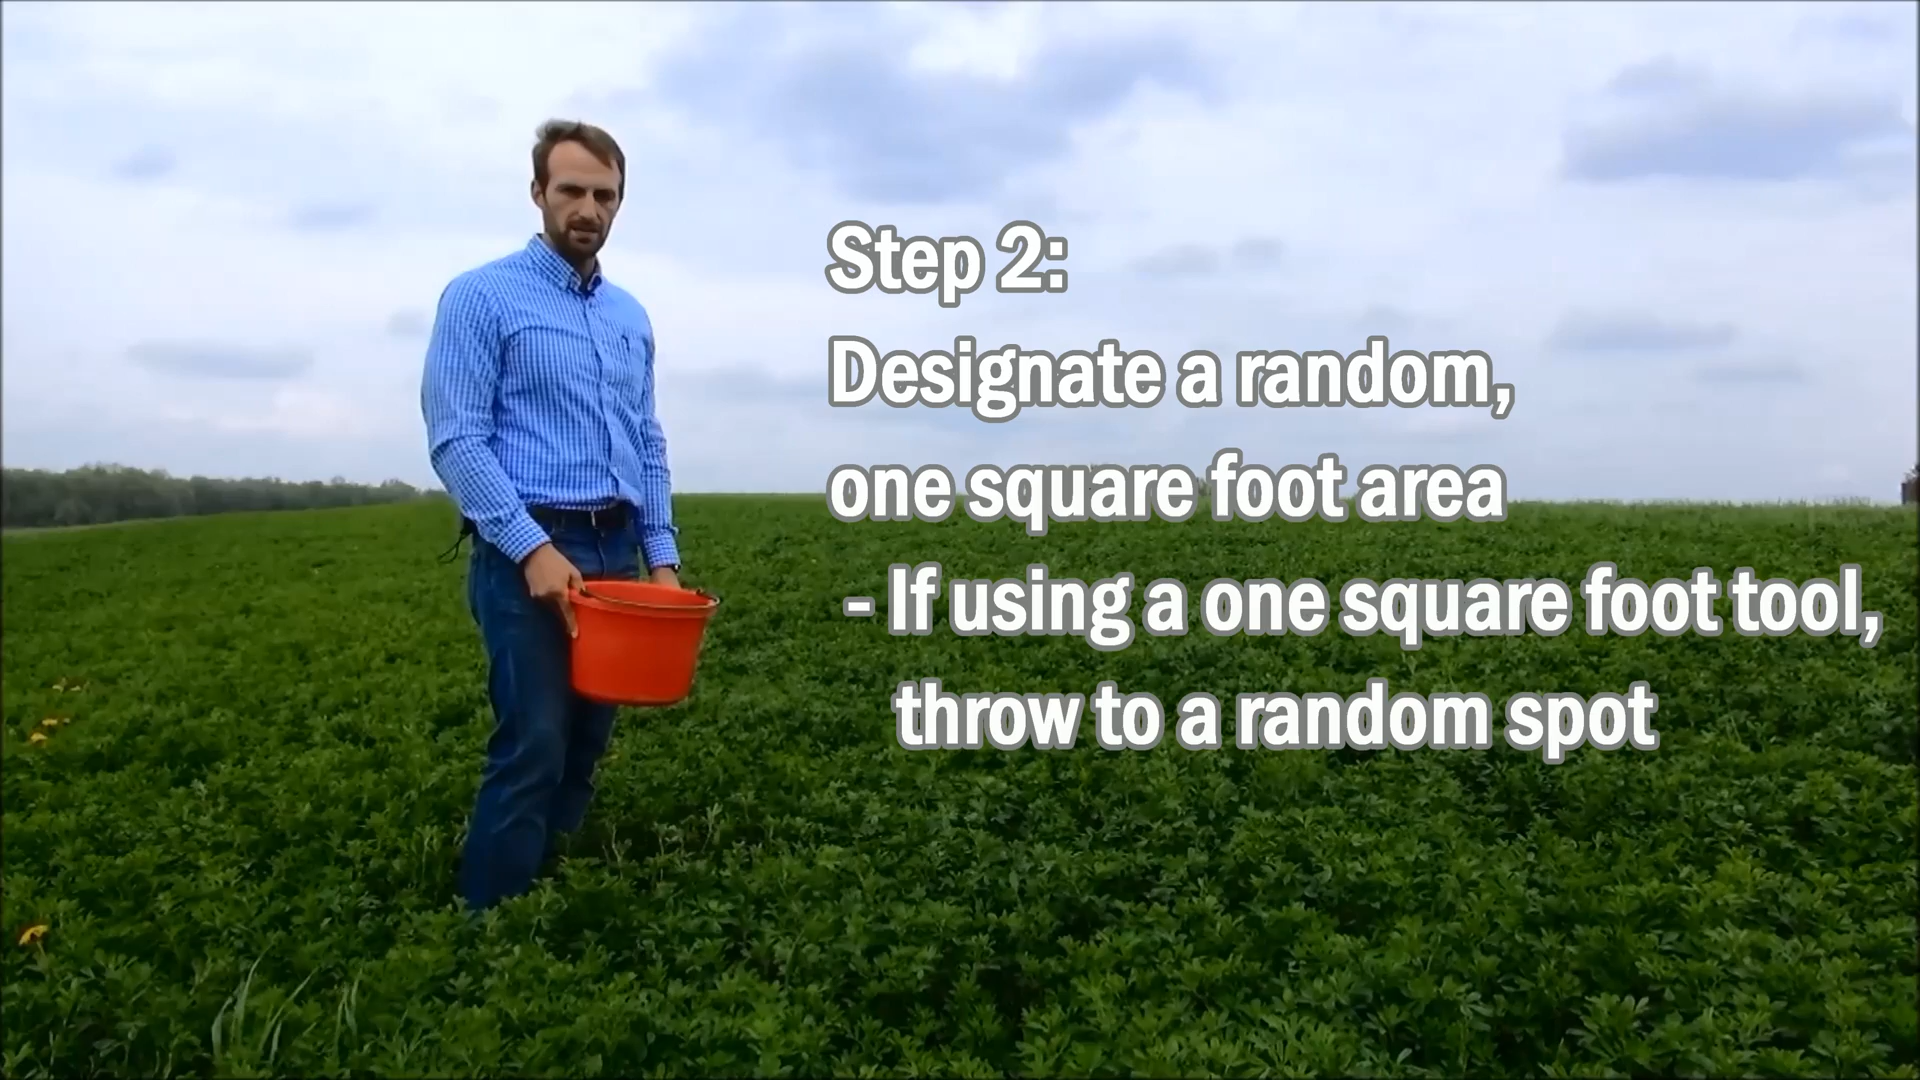 Step 2:
Designate a random,
one square foot area
- If using a one square foot tool,
throw to a random spot